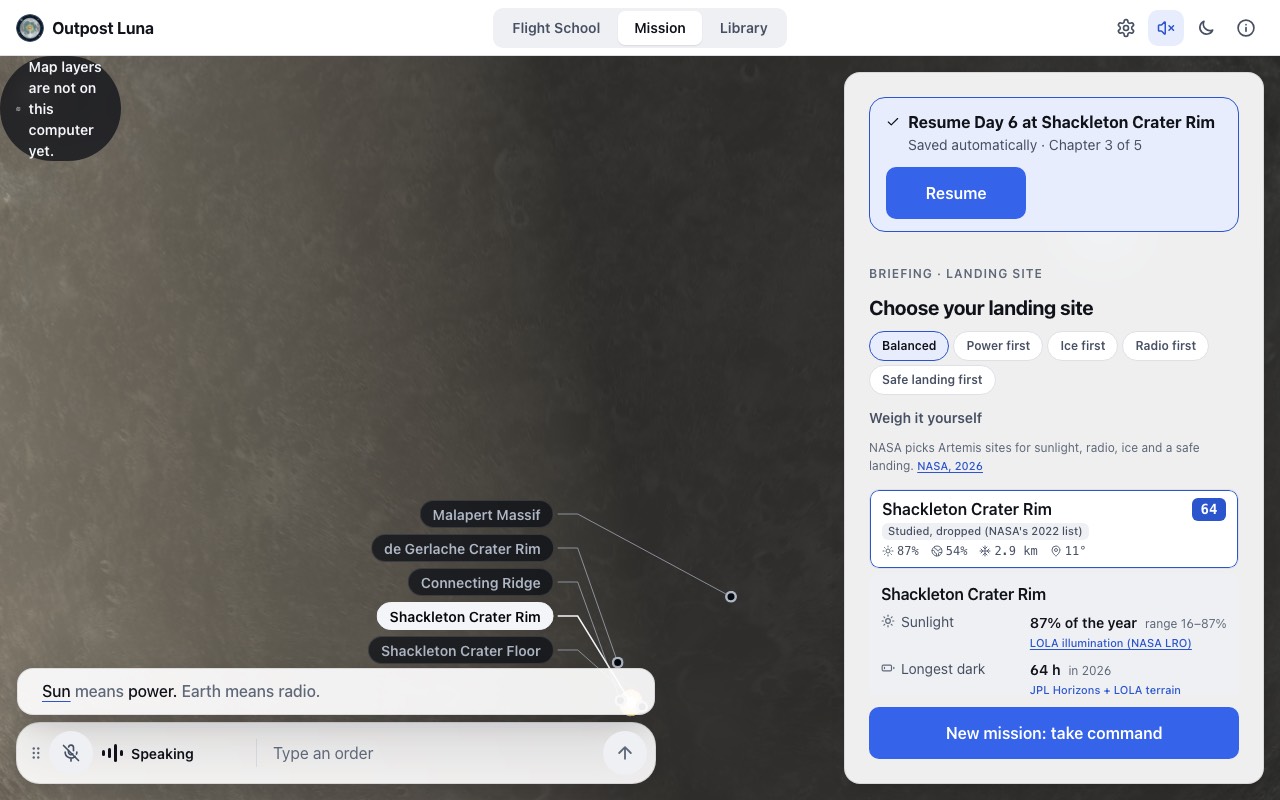 Outpost Luna
Flight School
Mission
Library
Map layers
are not on
this
computer
yet.
Resume Day 6 at Shackleton Crater Rim
Saved automatically · Chapter 3 of 5
Resume
BRIEFING · LANDING SITE
Choose your landing site
Balanced
Power first
Ice first
Radio first
Safe landing first
Weigh it yourself
NASA picks Artemis sites for sunlight, radio, ice and a safe
landing. NASA, 2026
Shackleton Crater Rim
64
Studied, dropped (NASA's 2022 list)
87% 54% 2.9 km 11°
Shackleton Crater Rim
Sunlight
87% of the year range 16–87%
LOLA illumination (NASA LRO)
Longest dark
64 h in 2026
JPL Horizons + LOLA terrain
New mission: take command
Malapert Massif
de Gerlache Crater Rim
Connecting Ridge
Shackleton Crater Rim
Shackleton Crater Floor
Sun means power. Earth means radio.
Speaking
Type an order